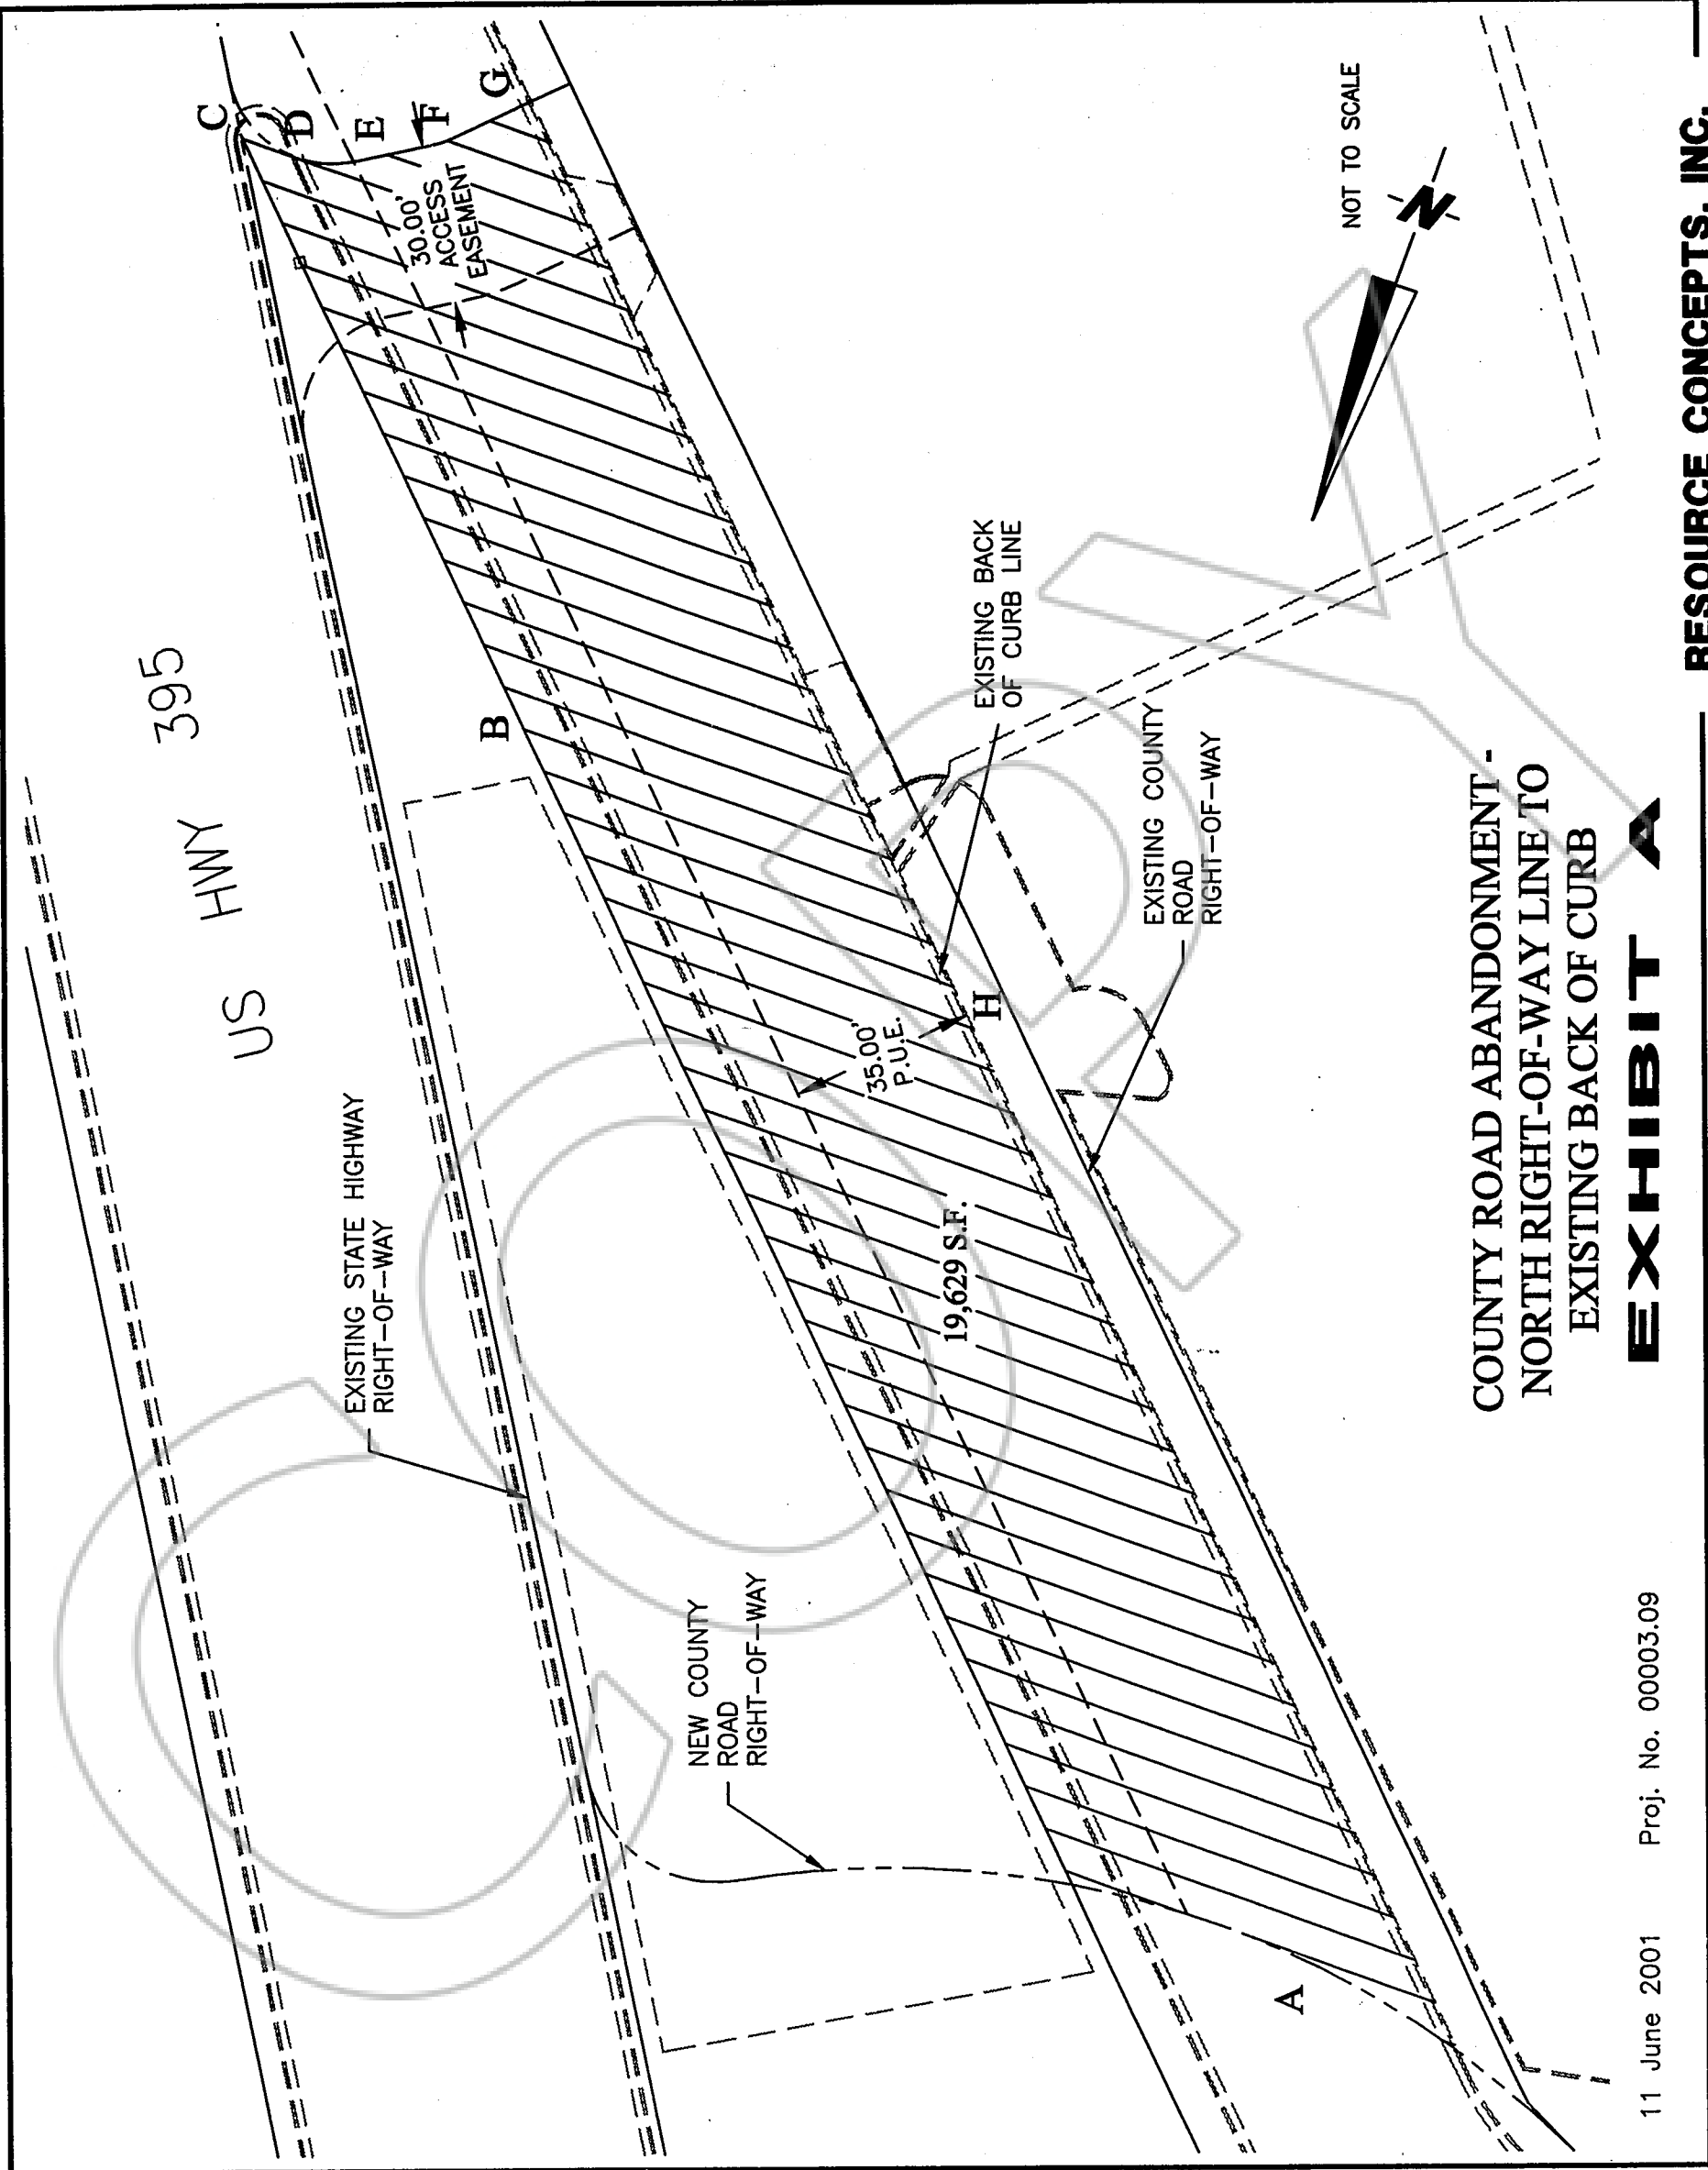 US HWY 395
C
D
E
F
G
30.00'
ACCESS
EASEMENT
B
NOT TO SCALE
N
EXISTING STATE HIGHWAY
RIGHT-OF-WAY
EXISTING BACK
OF CURB LINE
H
35.00'
P.U.E.
EXISTING COUNTY
ROAD
RIGHT-OF-WAY
19,629 S.F.
NEW COUNTY
ROAD
RIGHT-OF-WAY
A
COUNTY ROAD ABANDONMENT -
NORTH RIGHT-OF-WAY LINE TO
EXISTING BACK OF CURB
EXHIBIT A
11 June 2001 Proj. No. 00003.09
RESOURCE CONCEPTS, INC.
COPY